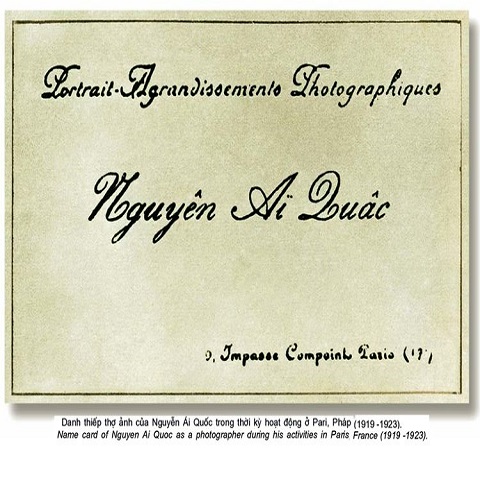 Portrait-Agrandissements Photographiques
Nguyên Aï Quâc
9, Impasse Compoint Paris (17)
Danh thiếp thợ ảnh của Nguyễn Ái Quốc trong thời kỳ hoạt động ở Pari, Pháp (1919 -1923).
Name card of Nguyen Ai Quoc as a photographer during his activities in Paris France (1919 -1923).